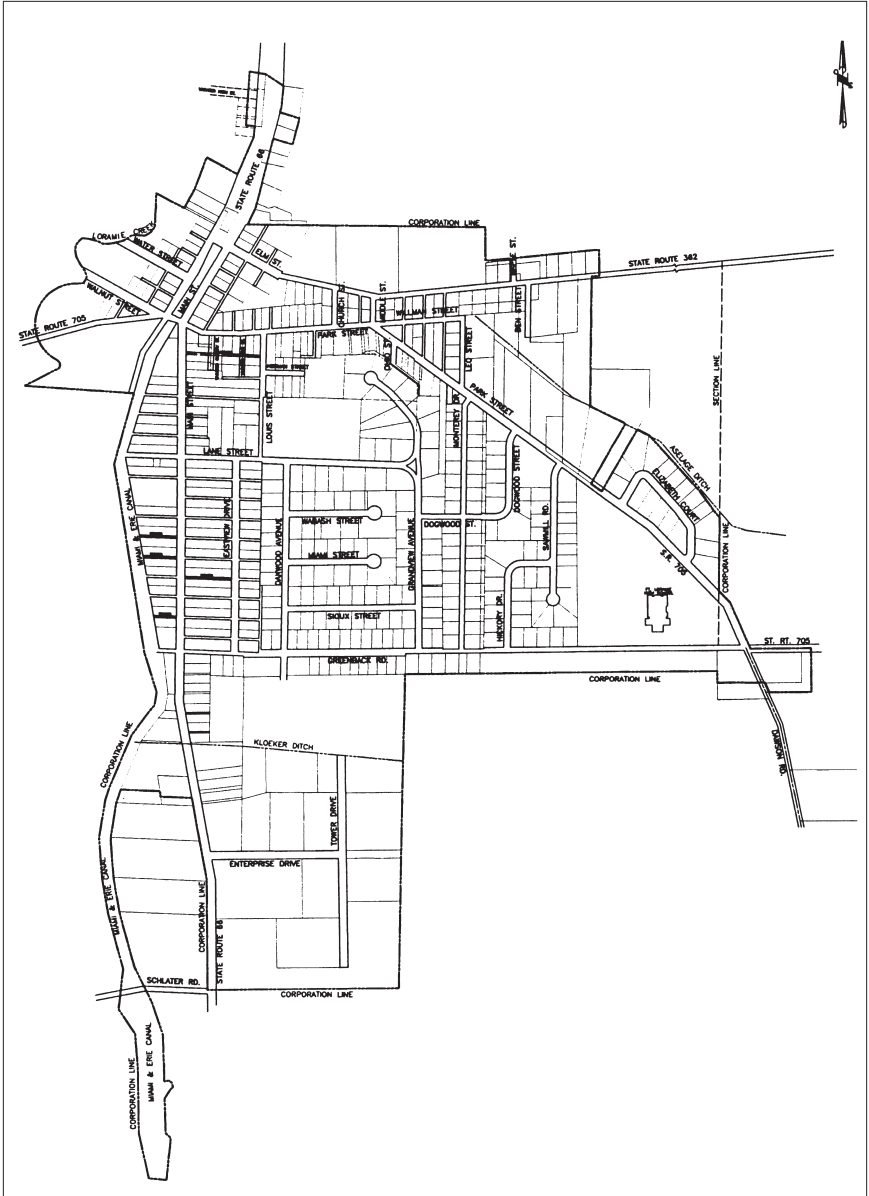 STATE ROUTE 66
CORPORATION LINE
LORAMIE CREEK
WATER STREET
ELM ST.
STATE ROUTE 362
WALNUT STREET
MAIN ST.
CHURCH ST.
MIDDLE ST.
WILLMAN STREET
BEN STREET
STATE ROUTE 705
PARK STREET
OHIO ST.
LEO STREET
SECTION LINE
PARK STREET
MAIN STREET
LOUIS STREET
MONTEREY DR.
LANE STREET
DOGWOOD STREET
ASELAGE DITCH
ELIZABETH COURT
MIAMI & ERIE CANAL
EASTVIEW DRIVE
OAKWOOD AVENUE
WABASH STREET
GRANDVIEW AVENUE
DOGWOOD ST.
SAWMILL RD.
MIAMI STREET
S.R. 705
CORPORATION LINE
SIOUX STREET
HICKORY DR.
GREENBACK RD.
ST. RT. 705
CORPORATION LINE
CORPORATION LINE
KLOEKER DITCH
DAWSON RD.
TOWER DRIVE
ENTERPRISE DRIVE
MIAMI & ERIE CANAL
CORPORATION LINE
STATE ROUTE 66
SCHLATER RD.
CORPORATION LINE
CORPORATION LINE
MIAMI & ERIE CANAL